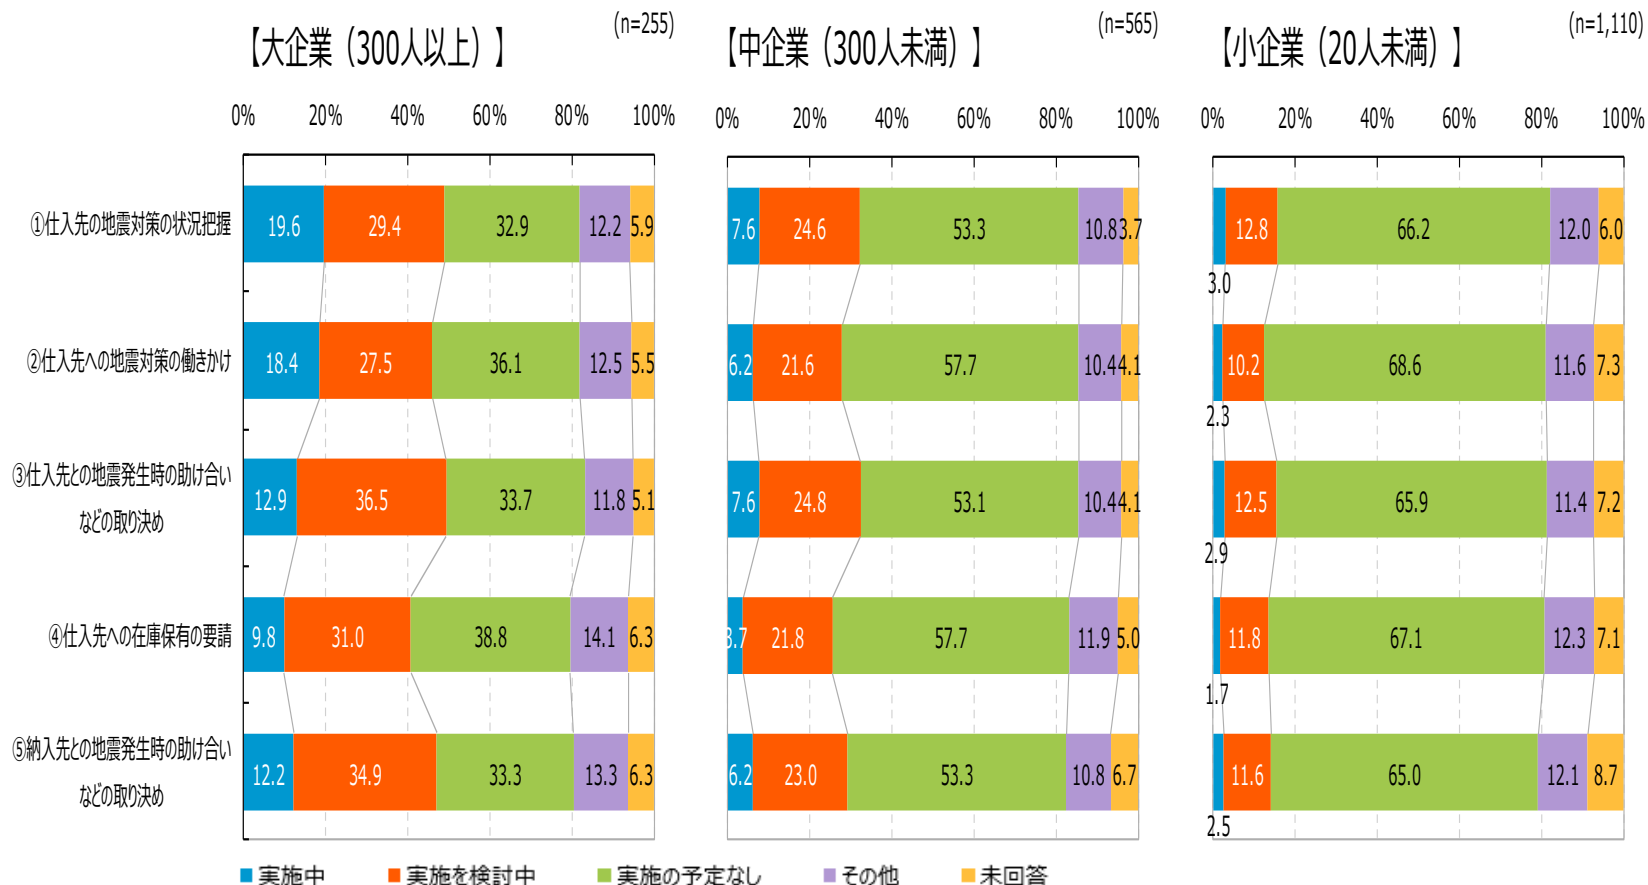 【大企業（300人以上）】
(n=255)
【中企業（300人未満）】
(n=565)
【小企業（20人未満）】
(n=1,110)
0% 20% 40% 60% 80% 100%
0% 20% 40% 60% 80% 100%
0% 20% 40% 60% 80% 100%
①仕入先の地震対策の状況把握
19.6 29.4 32.9 12.2 5.9
7.6 24.6 53.3 10.8 3.7
3.0 12.8 66.2 12.0 6.0
②仕入先への地震対策の働きかけ
18.4 27.5 36.1 12.5 5.5
6.2 21.6 57.7 10.4 4.1
2.3 10.2 68.6 11.6 7.3
③仕入先との地震発生時の助け合い
などの取り決め
12.9 36.5 33.7 11.8 5.1
7.6 24.8 53.1 10.4 4.1
2.9 12.5 65.9 11.4 7.2
④仕入先への在庫保有の要請
9.8 31.0 38.8 14.1 6.3
3.7 21.8 57.7 11.9 5.0
1.7 11.8 67.1 12.3 7.1
⑤納入先との地震発生時の助け合い
などの取り決め
12.2 34.9 33.3 13.3 6.3
6.2 23.0 53.3 10.8 6.7
2.5 11.6 65.0 12.1 8.7
実施中 実施を検討中 実施の予定なし その他 未回答